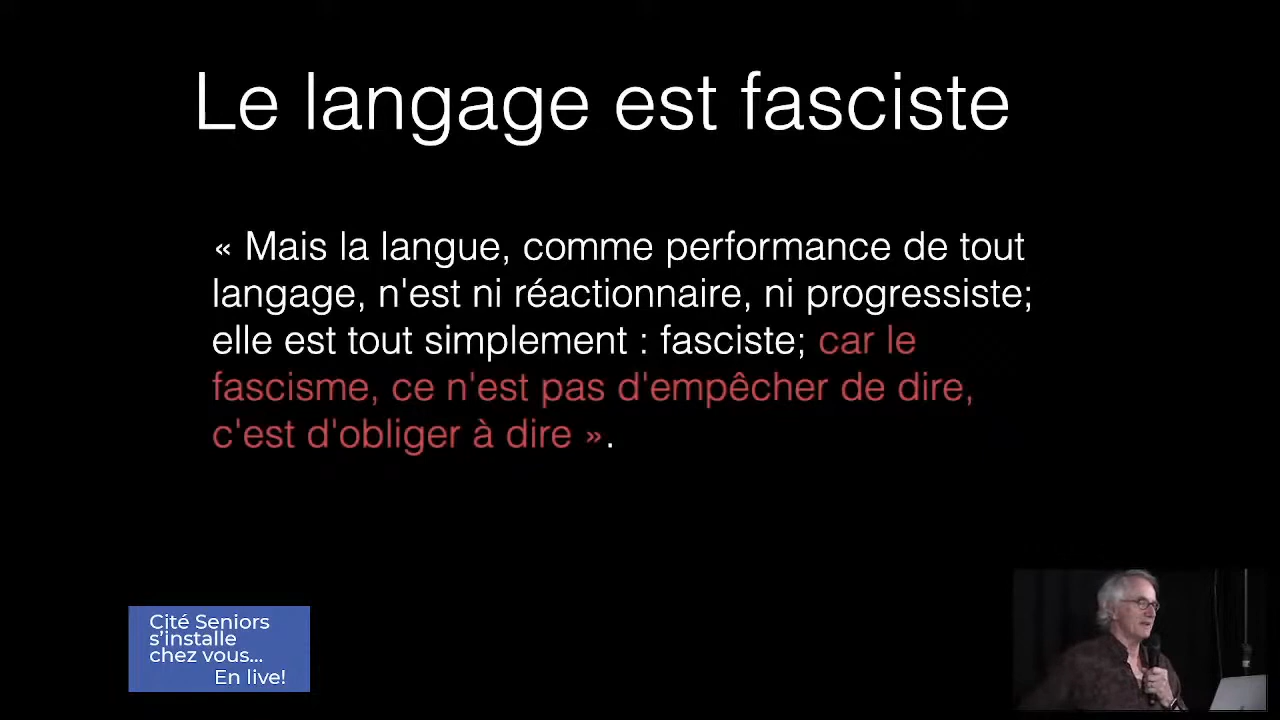 Le langage est fasciste
« Mais la langue, comme performance de tout
langage, n'est ni réactionnaire, ni progressiste;
elle est tout simplement : fasciste; car le
fascisme, ce n'est pas d'empêcher de dire,
c'est d'obliger à dire ».
Cité Seniors
s'installe
chez vous...
En live!